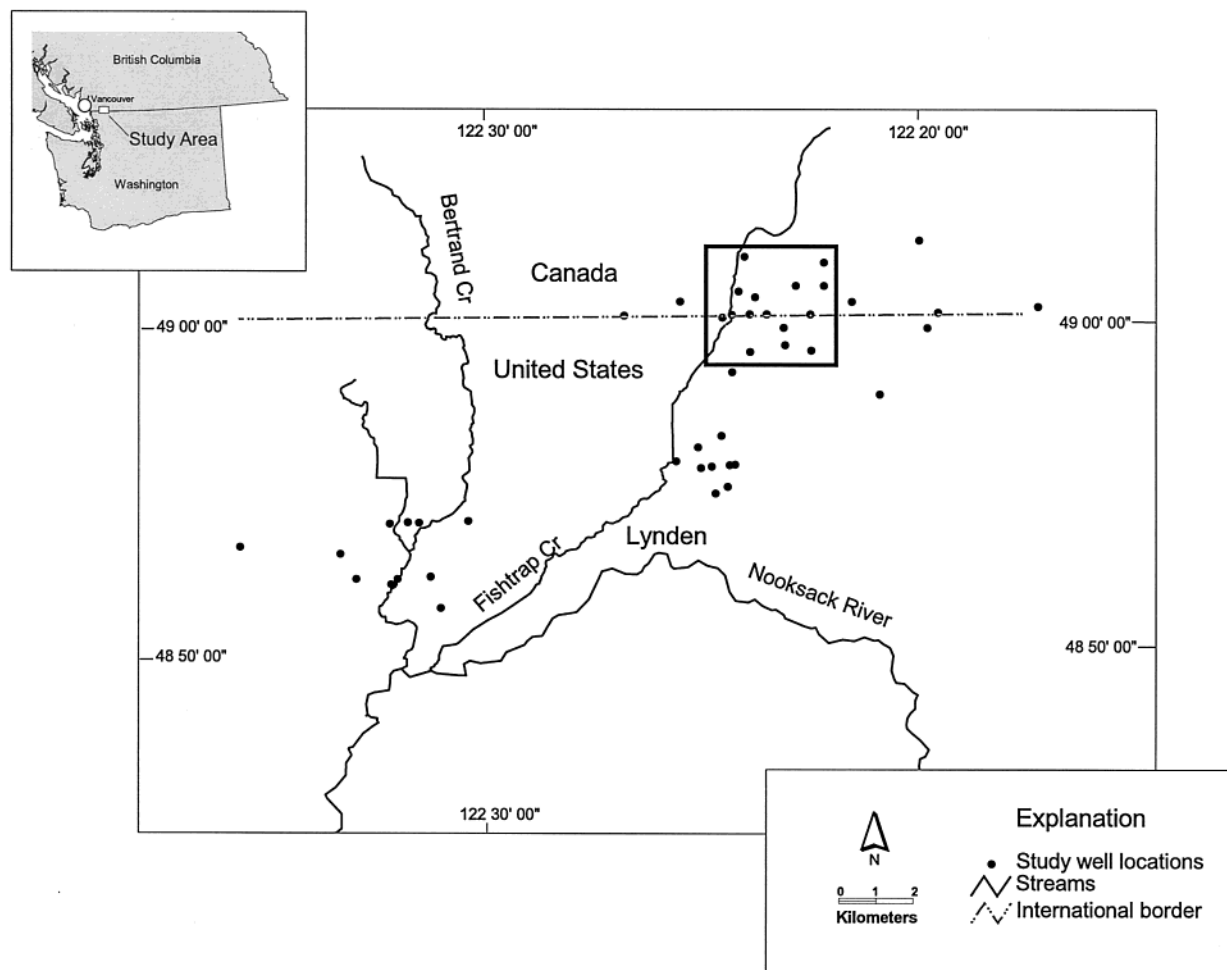 British Columbia
Vancouver
Study Area
Washington
122 30' 00"
122 20' 00"
Bertrand Cr
Canada
49 00' 00"
49 00' 00"
United States
Fishtrap Cr
Lynden
Nooksack River
48 50' 00"
48 50' 00"
122 30' 00"
Explanation
N
Study well locations
Streams
International border
0 1 2
Kilometers